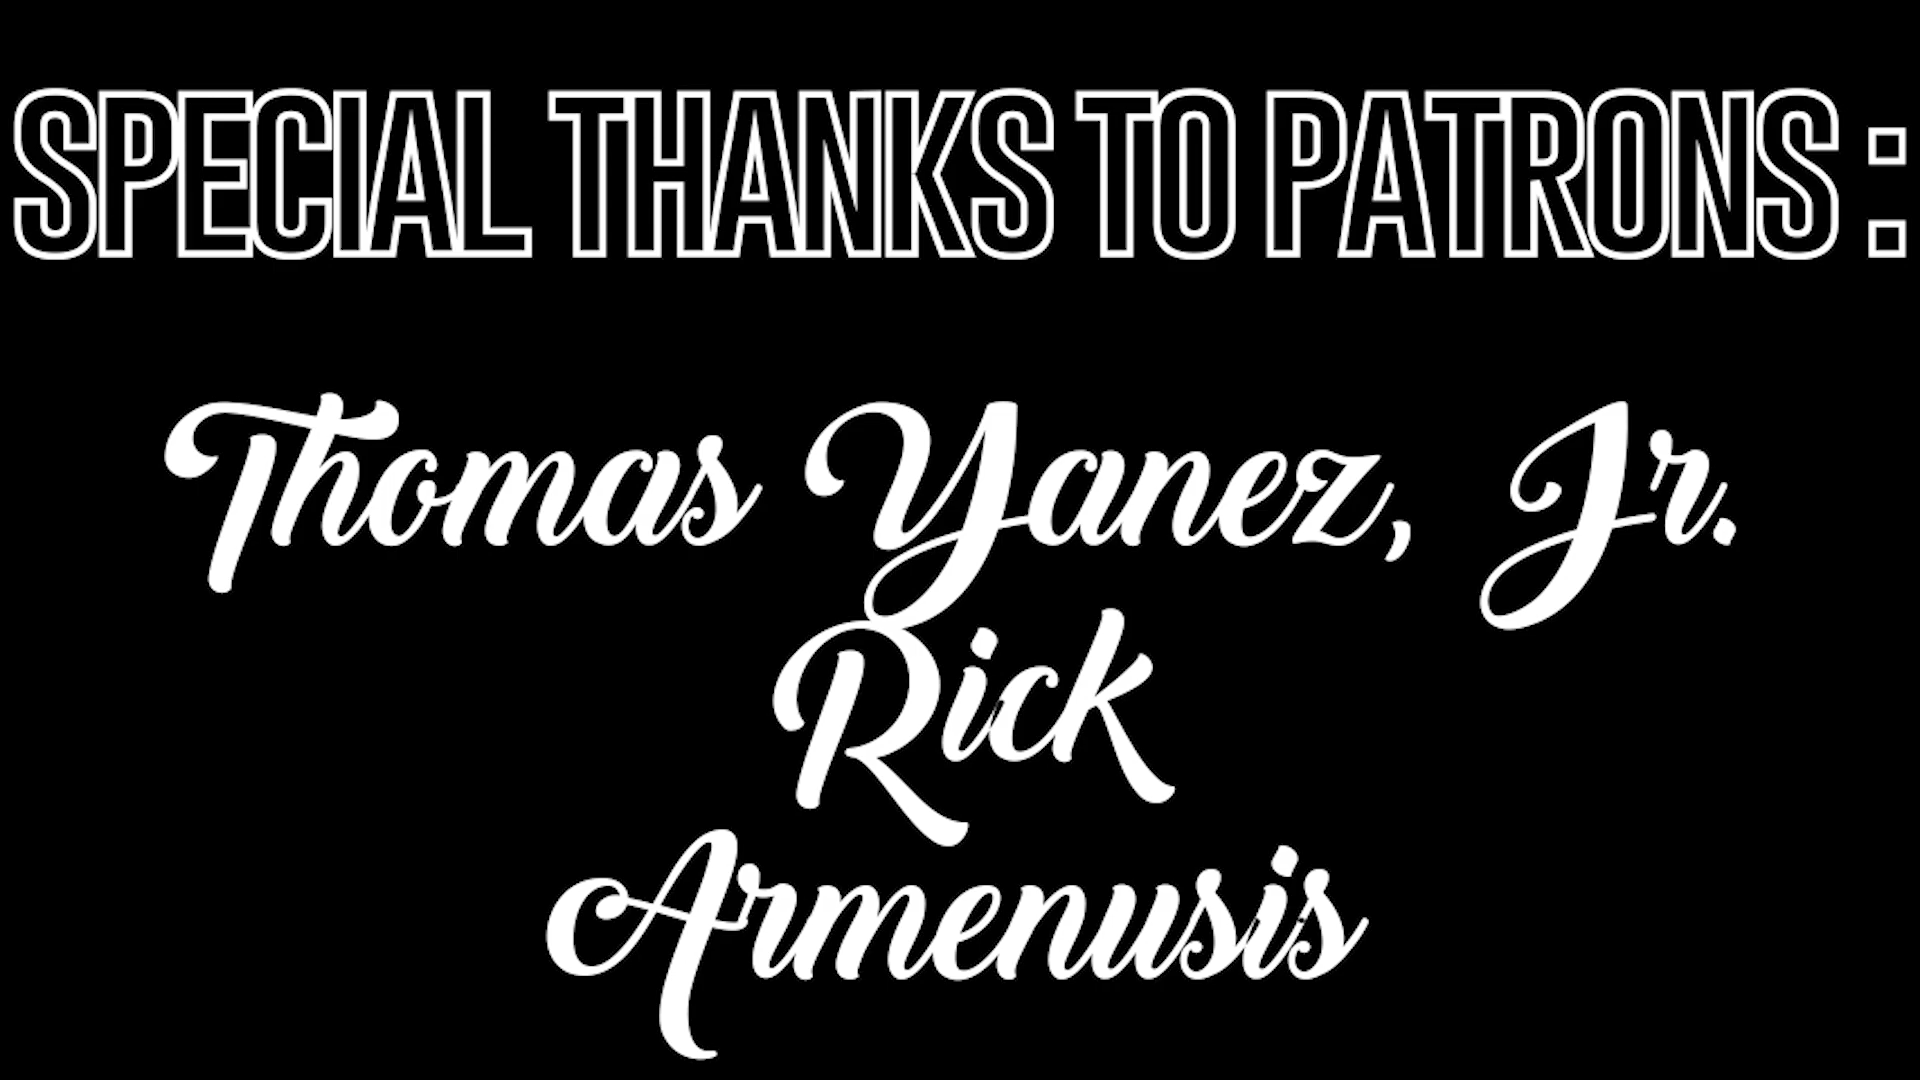 SPECIAL THANKS TO PATRONS :
Thomas Yanez, Jr.
Rick
Armenusis